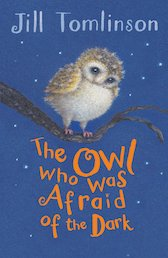 Jill Tomlinson
The Owl
Who Was
Afraid
of the Dark